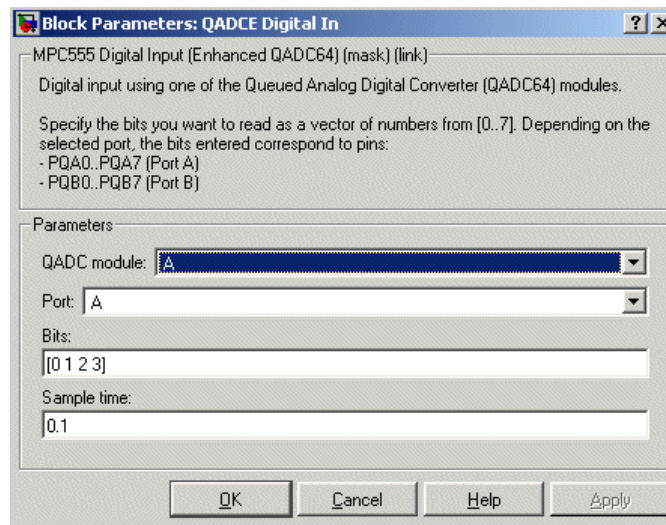 Block Parameters: QADCE Digital In
MPC555 Digital Input (Enhanced QADC64) (mask) (link)
Digital input using one of the Queued Analog Digital Converter (QADC64) modules.
Specify the bits you want to read as a vector of numbers from [0..7]. Depending on the
selected port, the bits entered correspond to pins:
- PQA0..PQA7 (Port A)
- PQB0..PQB7 (Port B)
Parameters
QADC module: A
Port: A
Bits:
[0 1 2 3]
Sample time:
0.1
OK Cancel Help Apply